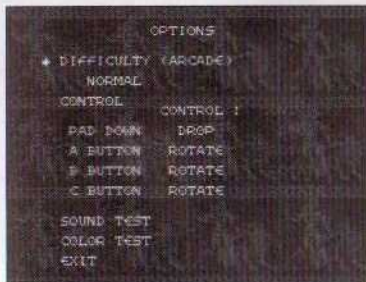 OPTIONS
DIFFICULTY (ARCADE)
NORMAL
CONTROL
CONTROL 1
PAD DOWN DROP
A BUTTON ROTATE
B BUTTON ROTATE
C BUTTON ROTATE
SOUND TEST
COLOR TEST
EXIT